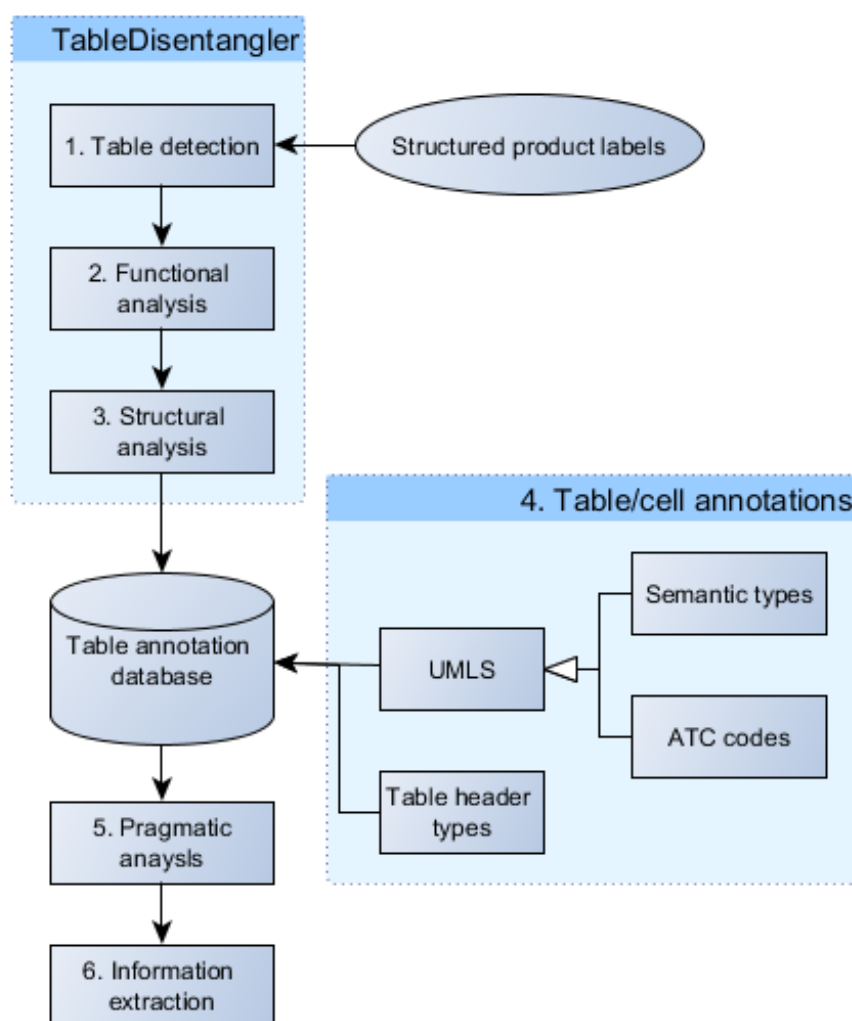 TableDisentangler
1. Table detection
Structured product labels
2. Functional
analysis
3. Structural
analysis
4. Table/cell annotations
Semantic types
Table annotation
database
UMLS
ATC codes
Table header
types
5. Pragmatic
anaysls
6. Information
extraction